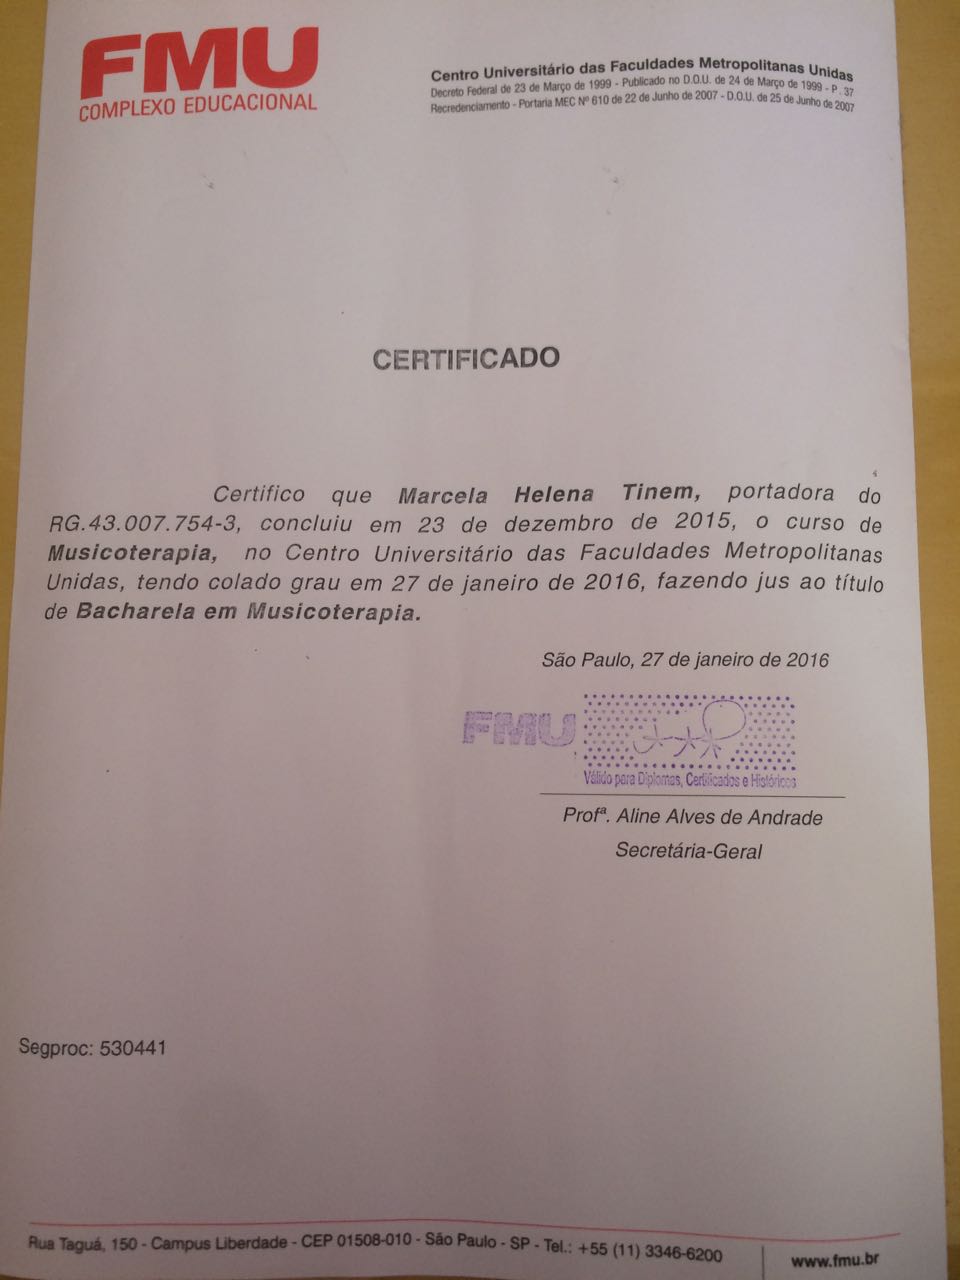 FMU
COMPLEXO EDUCACIONAL
Centro Universitário das Faculdades Metropolitanas Unidas
Decreto Federal de 23 de Março de 1999 - Publicado no D.O.U. de 24 de Março de 1999 - P. 37
Recredenciamento - Portaria MEC Nº 610 de 22 de Junho de 2007 - D.O.U. de 25 de Junho de 2007
CERTIFICADO
Certifico que Marcela Helena Tinem, portadora do
RG.43.007.754-3, concluiu em 23 de dezembro de 2015, o curso de
Musicoterapia, no Centro Universitário das Faculdades Metropolitanas
Unidas, tendo colado grau em 27 de janeiro de 2016, fazendo jus ao título
de Bacharela em Musicoterapia.
São Paulo, 27 de janeiro de 2016
FMU
Válido para Diplomas, Certificados e Históricos
Profª. Aline Alves de Andrade
Secretária-Geral
Segproc: 530441
Rua Taguá, 150 - Campus Liberdade - CEP 01508-010 - São Paulo - SP - Tel.: +55 (11) 3346-6200
www.fmu.br